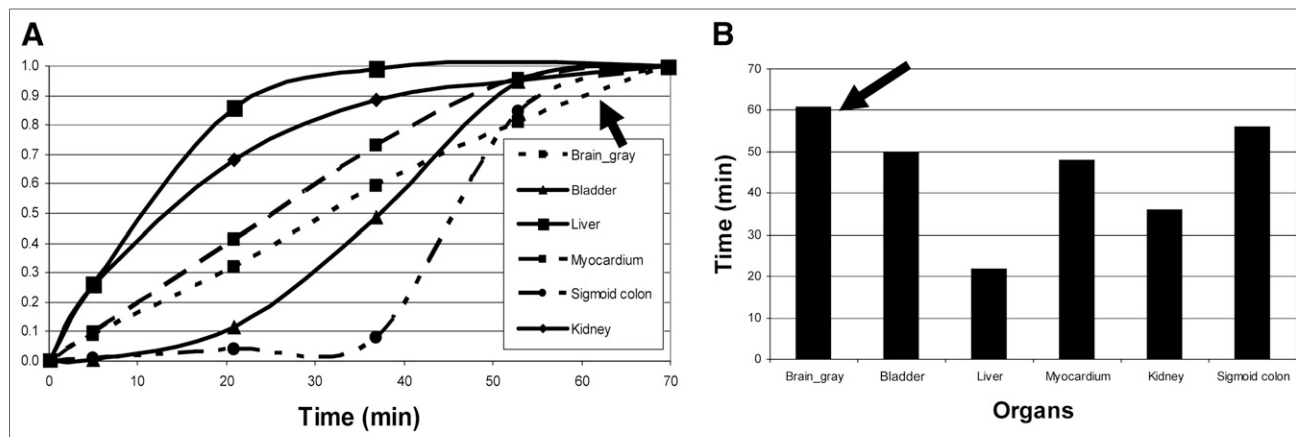 A
1.0
0.9
0.8
0.7
0.6
0.5
0.4
0.3
0.2
0.1
0.0
0 10 20 30 40 50 60 70
Time (min)
Brain_gray
Bladder
Liver
Myocardium
Sigmoid colon
Kidney
B
Time (min)
70
60
50
40
30
20
10
0
Brain_gray Bladder Liver Myocardium Kidney Sigmoid colon
Organs